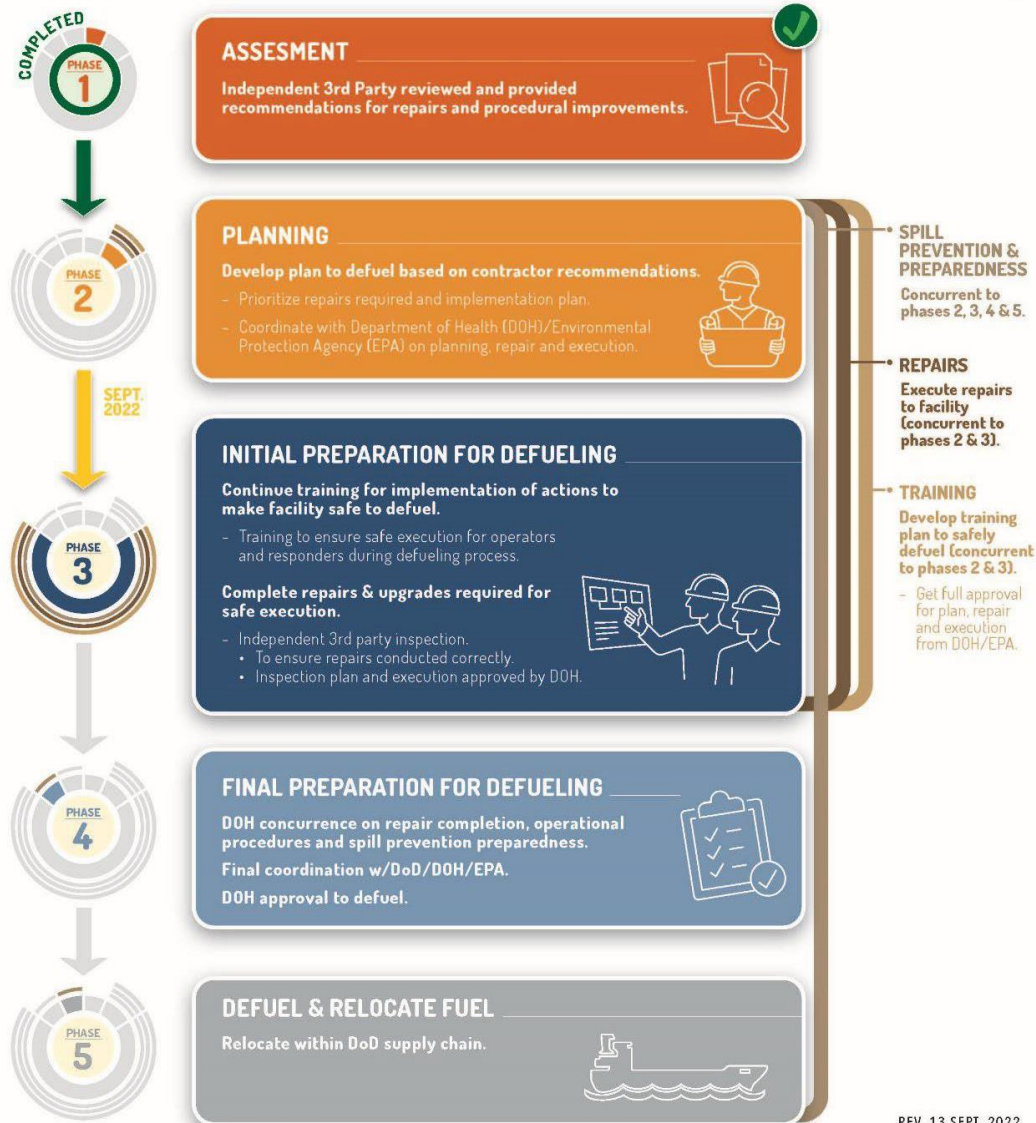 COMPLETED
PHASE
1
ASSESMENT
Independent 3rd Party reviewed and provided
recommendations for repairs and procedural improvements.
PHASE
2
PLANNING
Develop plan to defuel based on contractor recommendations.
- Prioritize repairs required and implementation plan.
- Coordinate with Department of Health (DOH)/Environmental
Protection Agency (EPA) on planning, repair and execution.
SPILL
PREVENTION &
PREPAREDNESS
Concurrent to
phases 2, 3, 4 & 5.
REPAIRS
Execute repairs
to facility
(concurrent to
phases 2 & 3).
TRAINING
Develop training
plan to safely
defuel (concurrent
to phases 2 & 3).
- Get full approval
for plan, repair
and execution
from DOH/EPA.
SEPT.
2022
PHASE
3
INITIAL PREPARATION FOR DEFUELING
Continue training for implementation of actions to
make facility safe to defuel.
- Training to ensure safe execution for operators
and responders during defueling process.
Complete repairs & upgrades required for
safe execution.
- Independent 3rd party inspection.
• To ensure repairs conducted correctly.
• Inspection plan and execution approved by DOH.
PHASE
4
FINAL PREPARATION FOR DEFUELING
DOH concurrence on repair completion, operational
procedures and spill prevention preparedness.
Final coordination w/DoD/DOH/EPA.
DOH approval to defuel.
PHASE
5
DEFUEL & RELOCATE FUEL
Relocate within DoD supply chain.
REV. 13 SEPT. 2022